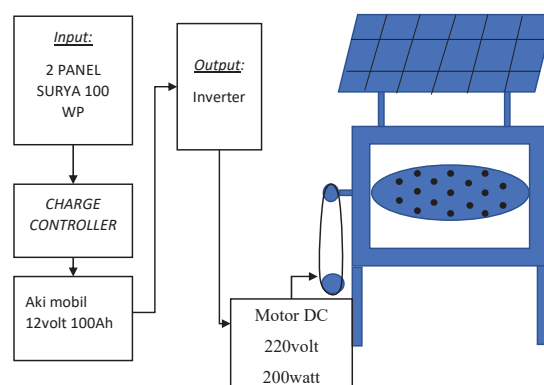 Input:
2 PANEL
SURYA 100
WP
CHARGE
CONTROLLER
Aki mobil
12volt 100Ah
Output:
Inverter
Motor DC
220volt
200watt